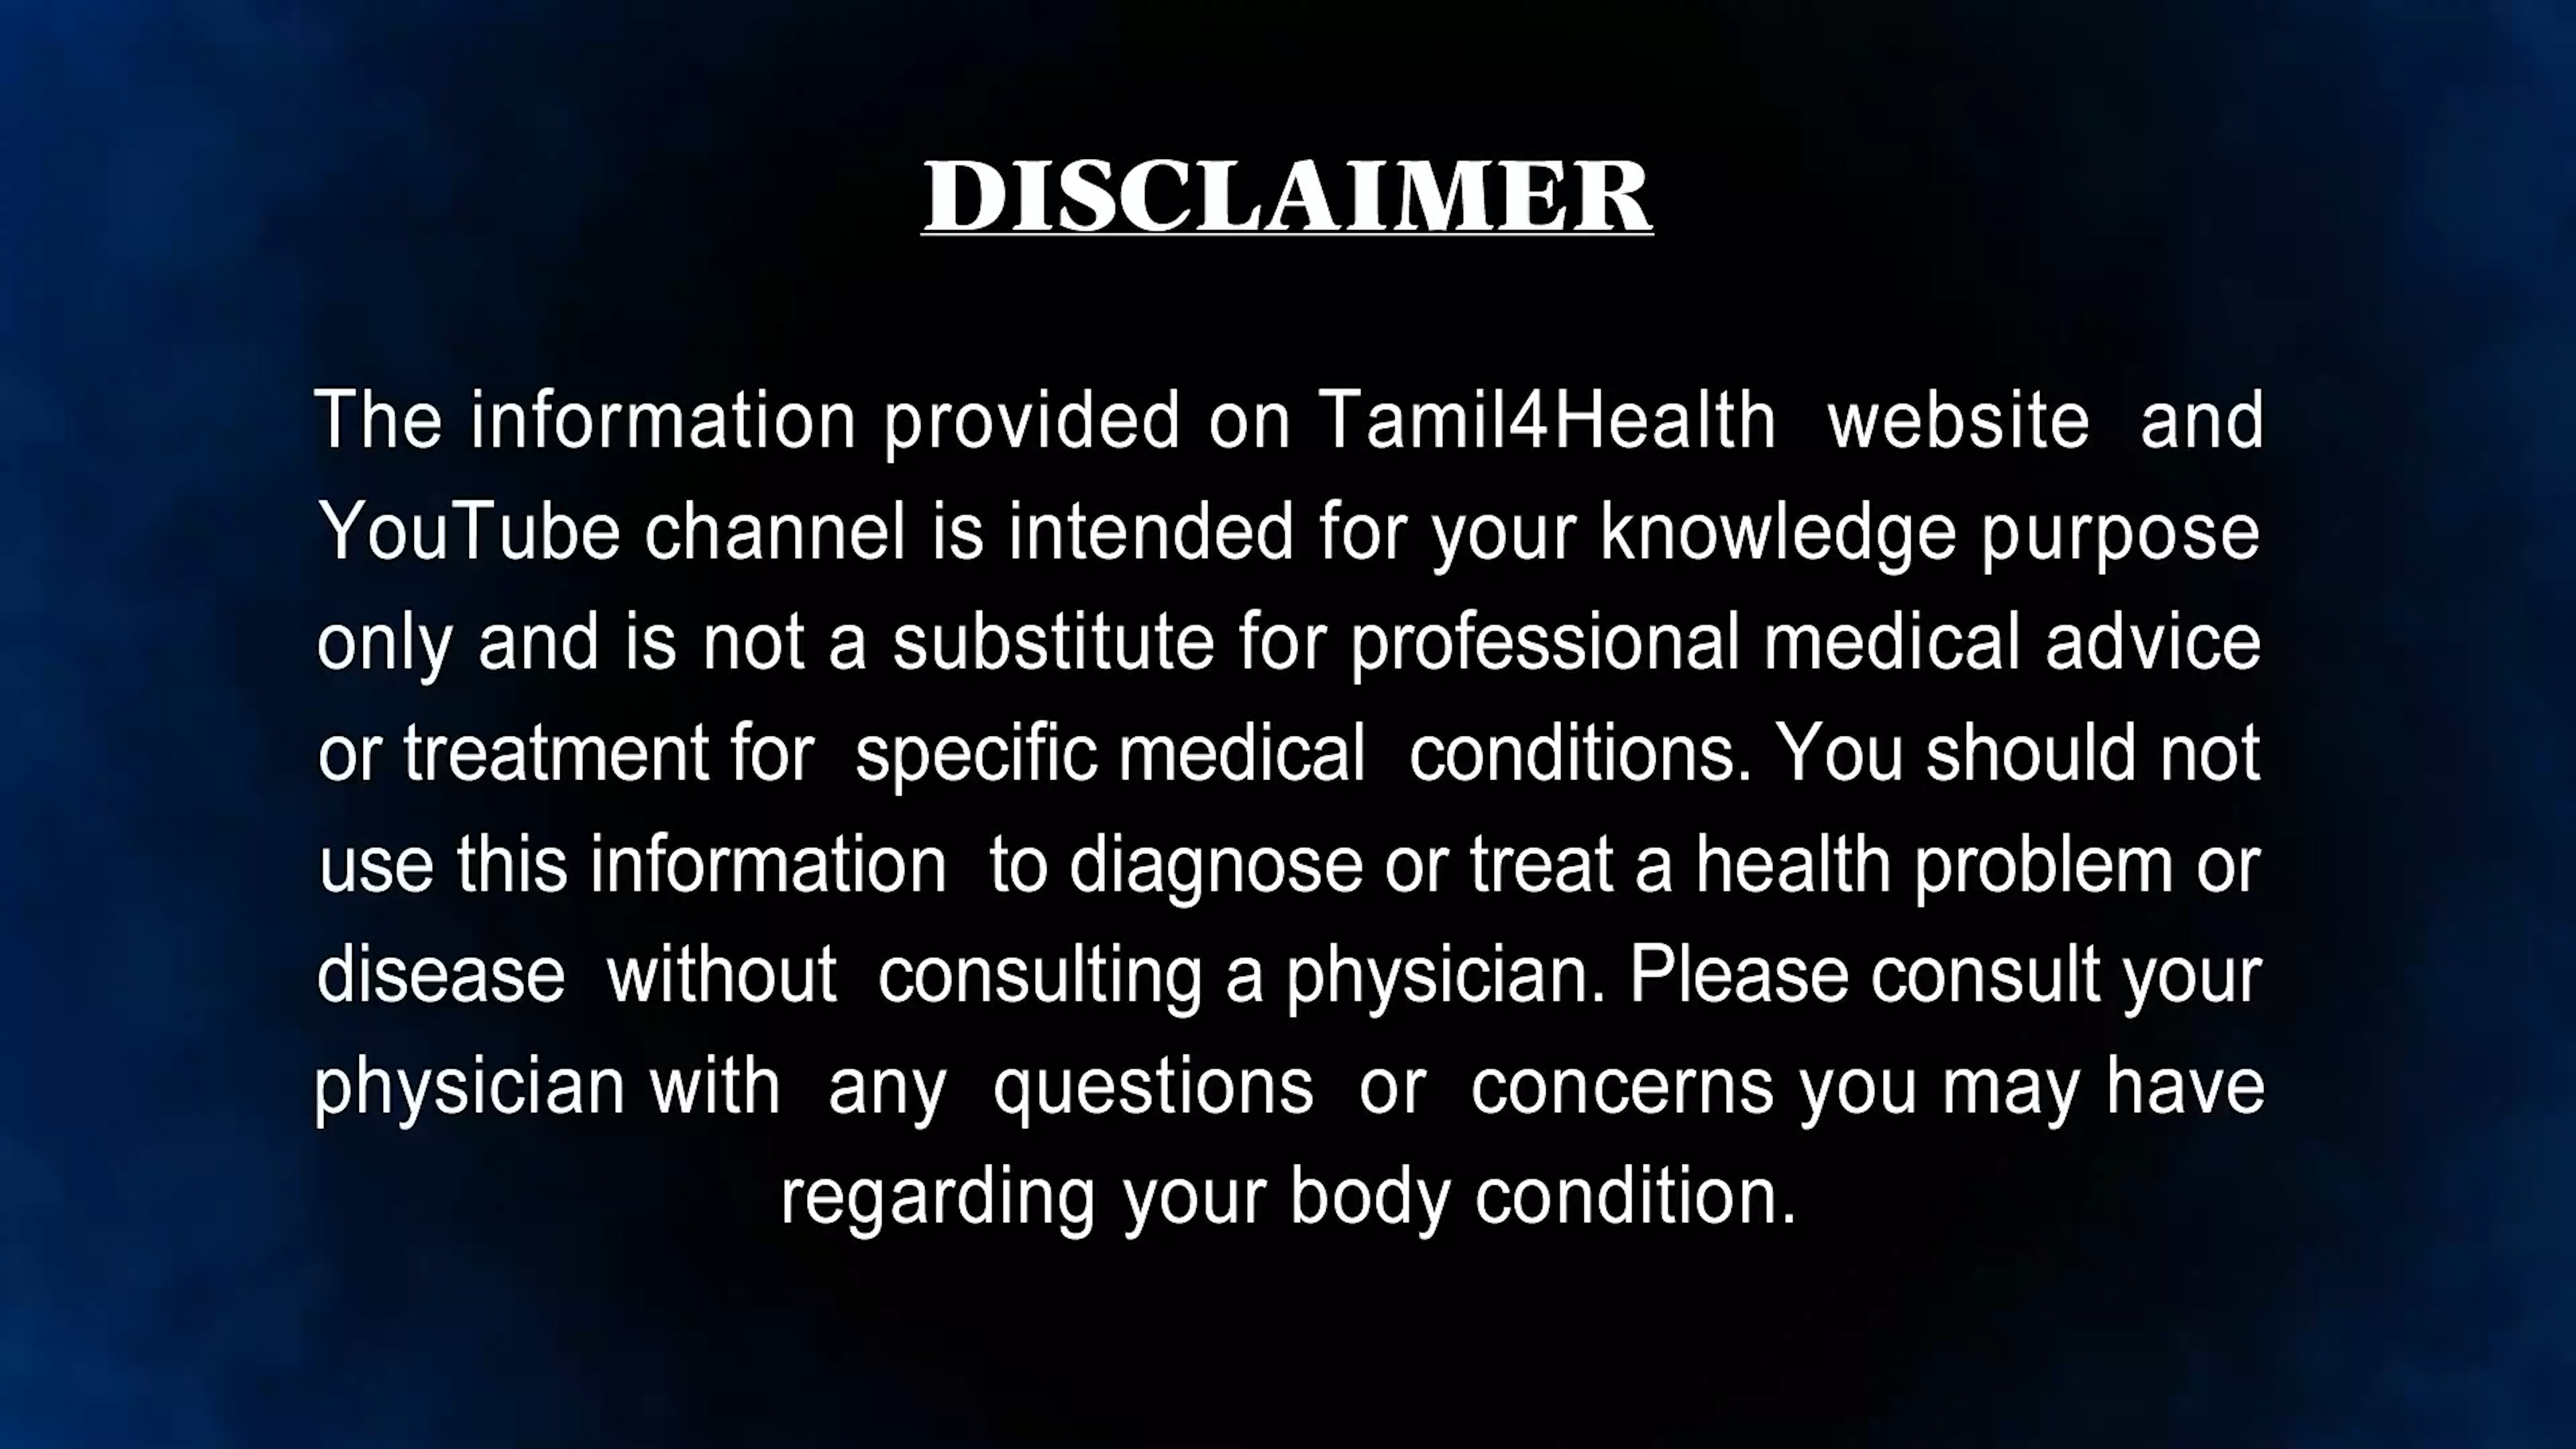 DISCLAIMER
The information provided on Tamil4Health website and
YouTube channel is intended for your knowledge purpose
only and is not a substitute for professional medical advice
or treatment for specific medical conditions. You should not
use this information to diagnose or treat a health problem or
disease without consulting a physician. Please consult your
physician with any questions or concerns you may have
regarding your body condition.